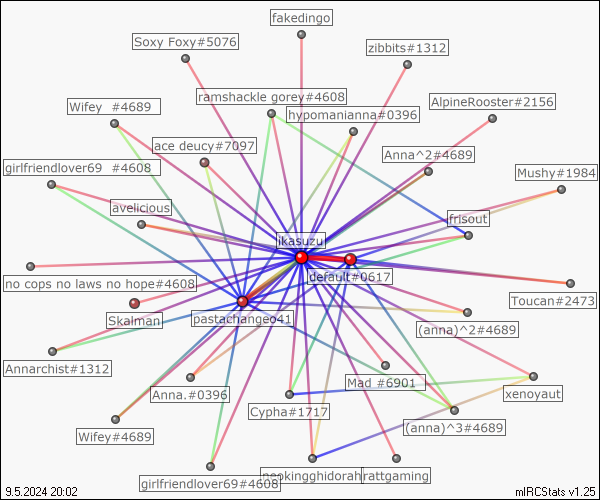 fakedingo
Soxy Foxy#5076
zibbits#1312
ramshackle gorey#4608
Wifey  #4689
hypomanianna#0396
AlpineRooster#2156
ace deucy#7097
Anna^2#4689
girlfriendlover69  #4608
Mushy#1984
avelicious
frisout
ikasuzu
default#0617
no cops no laws no hope#4608
Toucan#2473
Skalman
pastachangeo41
(anna)^2#4689
Annarchist#1312
Mad #6901
Anna.#0396
xenoyaut
Cypha#1717
(anna)^3#4689
Wifey#4689
neokingghidorah
rattgaming
girlfriendlover69#4608
9.5.2024 20:02
mIRCStats v1.25